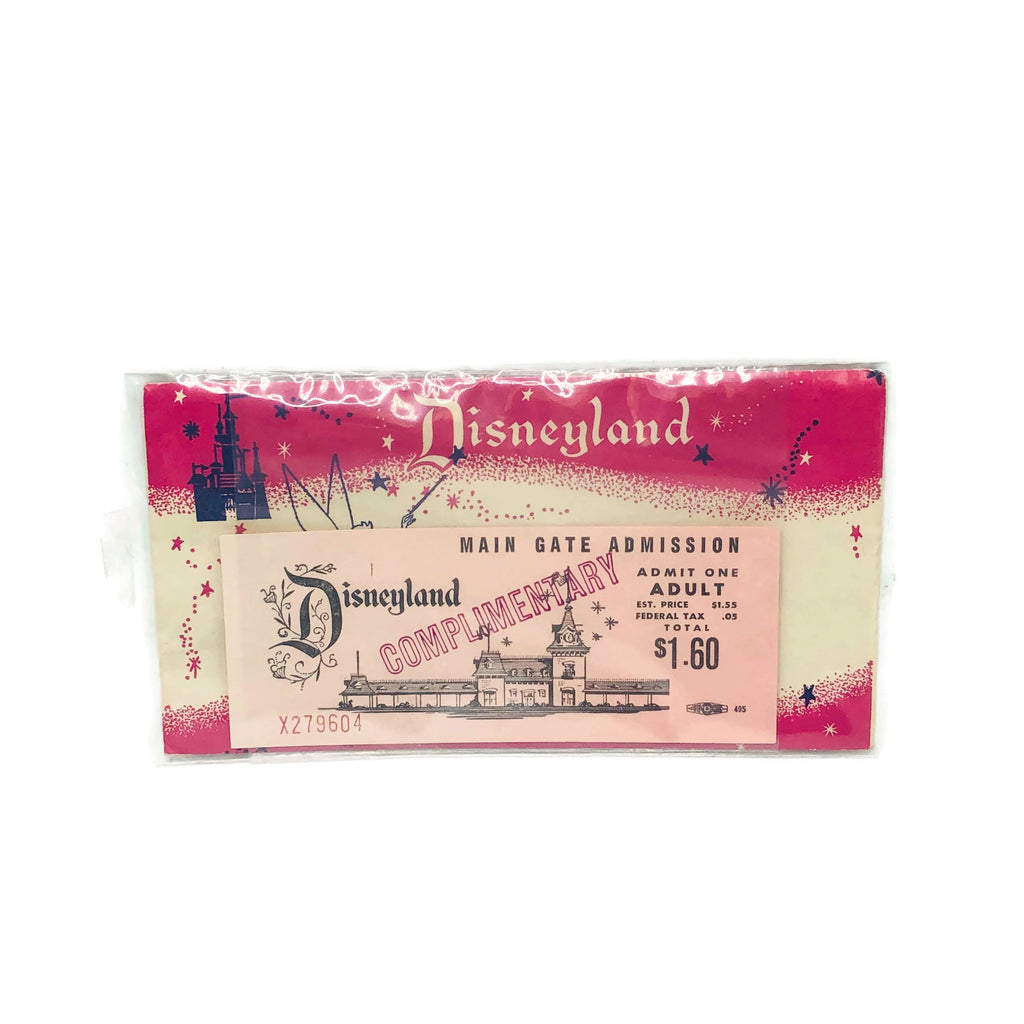 Disneyland
MAIN GATE ADMISSION
Disneyland
COMPLIMENTARY
ADMIT ONE
ADULT
EST. PRICE $1.55
FEDERAL TAX .05
TOTAL
$1.60
X279604
495